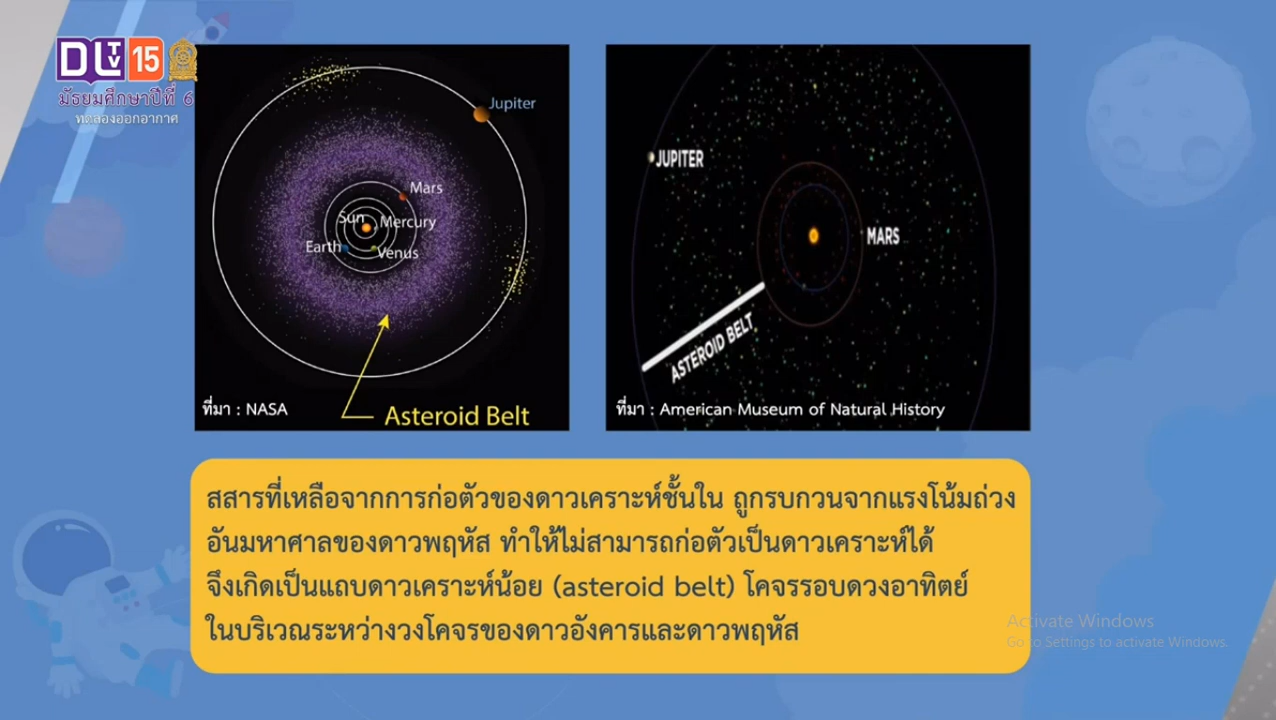 DLTV 15
มัธยมศึกษาปีที่ 6
ทดลองออกอากาศ
Jupiter
Mars
Sun
Mercury
Earth
Venus
ที่มา : NASA
Asteroid Belt
JUPITER
MARS
ASTEROID BELT
ที่มา : American Museum of Natural History
สสารที่เหลือจากการก่อตัวของดาวเคราะห์ชั้นใน ถูกรบกวนจากแรงโน้มถ่วง
อันมหาศาลของดาวพฤหัส ทำให้ไม่สามารถก่อตัวเป็นดาวเคราะห์ได้
จึงเกิดเป็นแถบดาวเคราะห์น้อย (asteroid belt) โคจรรอบดวงอาทิตย์
ในบริเวณระหว่างวงโคจรของดาวอังคารและดาวพฤหัส
Activate Windows
Go to Settings to activate Windows.